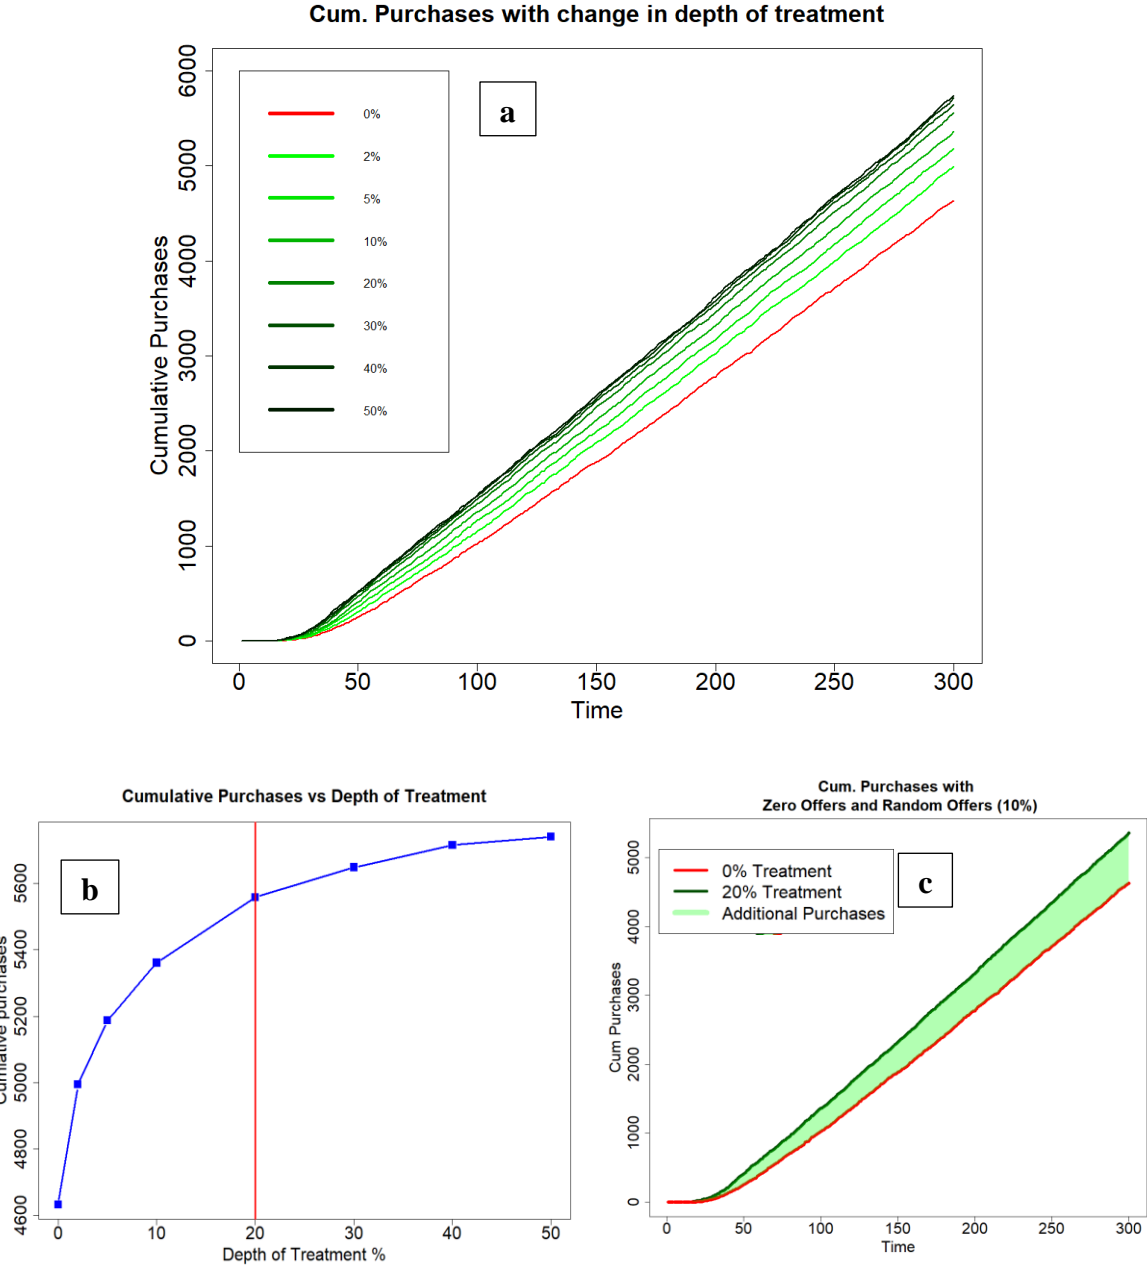 Cum. Purchases with change in depth of treatment
a
0%
2%
5%
10%
20%
30%
40%
50%
Cumulative Purchases
0
1000
2000
3000
4000
5000
6000
0 50 100 150 200 250 300
Time
Cumulative Purchases vs Depth of Treatment
b
Cumlative purchases
4600
4800
5000
5200
5400
5600
0 10 20 30 40 50
Depth of Treatment %
Cum. Purchases with
Zero Offers and Random Offers (10%)
0% Treatment
20% Treatment
Additional Purchases
c
Cum Purchases
0
1000
2000
3000
4000
5000
0 50 100 150 200 250 300
Time